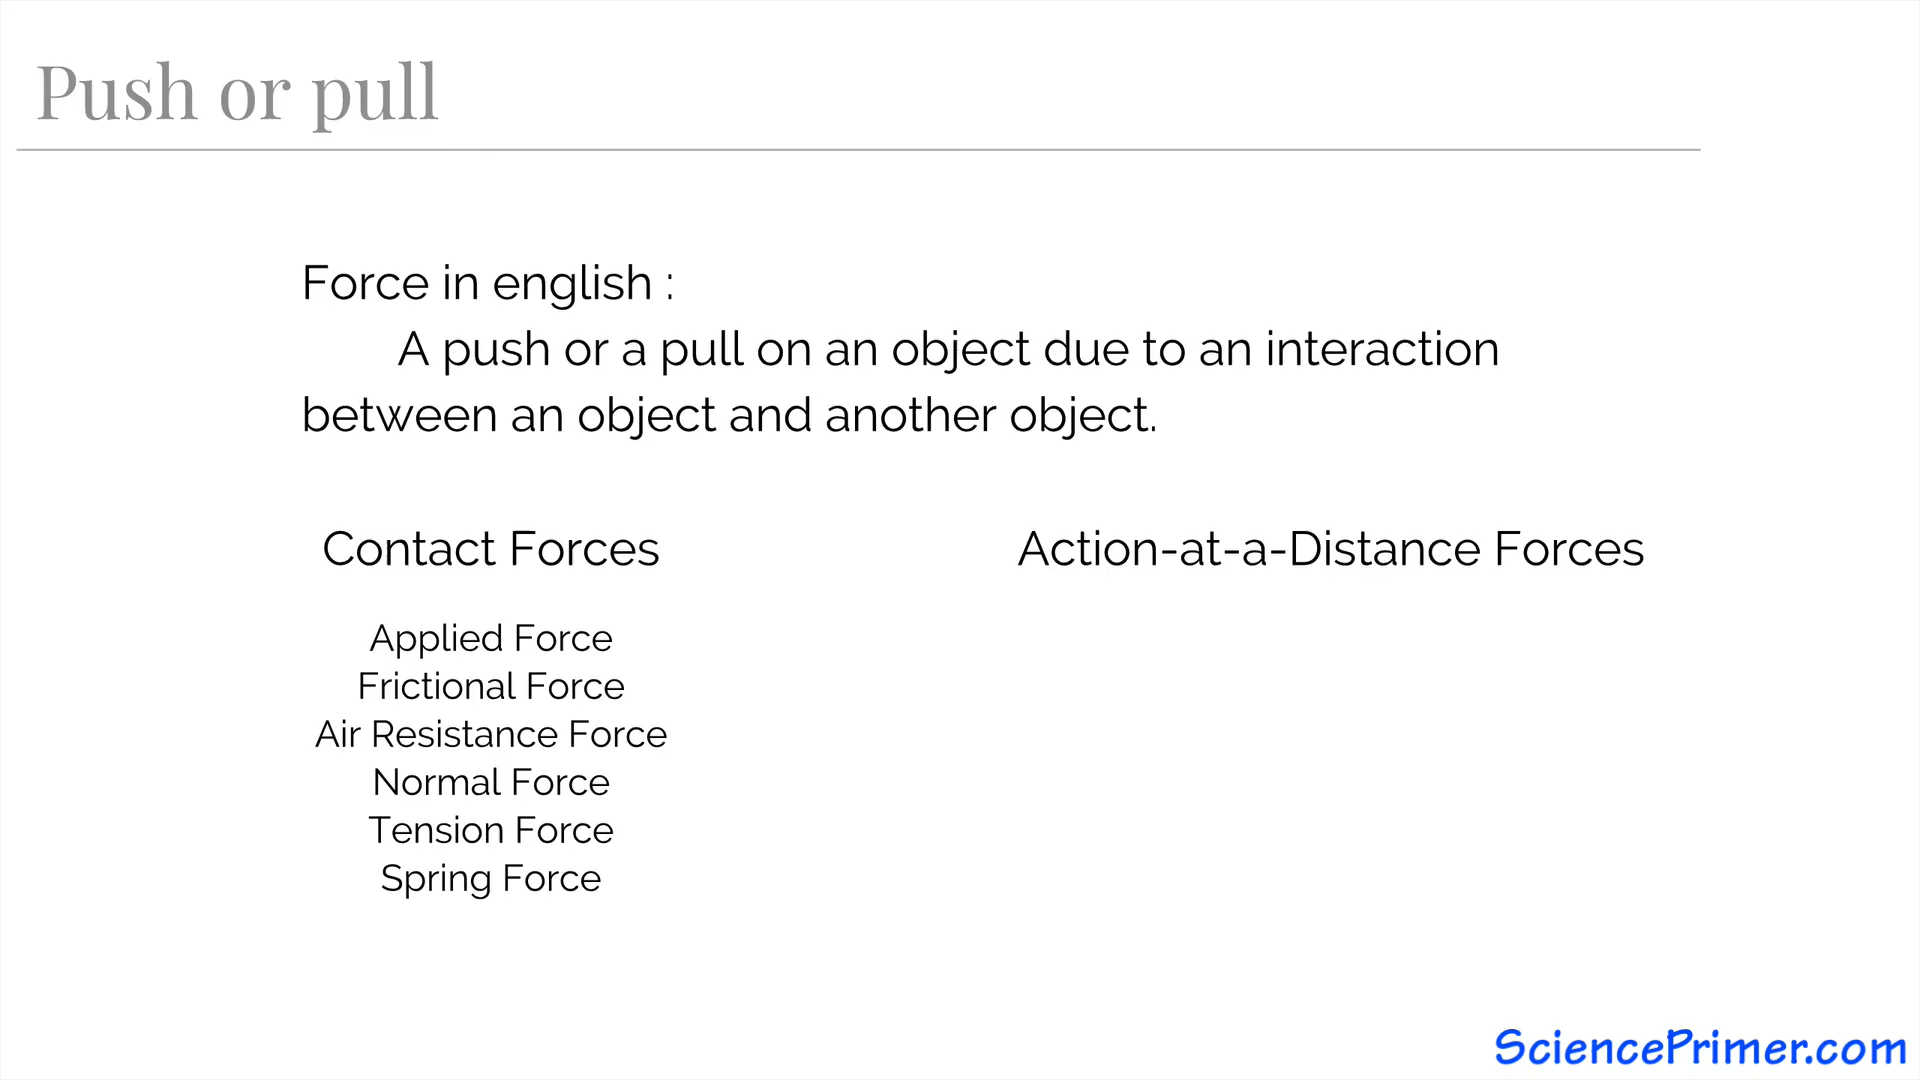 Push or pull
Force in english :
A push or a pull on an object due to an interaction
between an object and another object.
Contact Forces
Applied Force
Frictional Force
Air Resistance Force
Normal Force
Tension Force
Spring Force
Action-at-a-Distance Forces
SciencePrimer.com